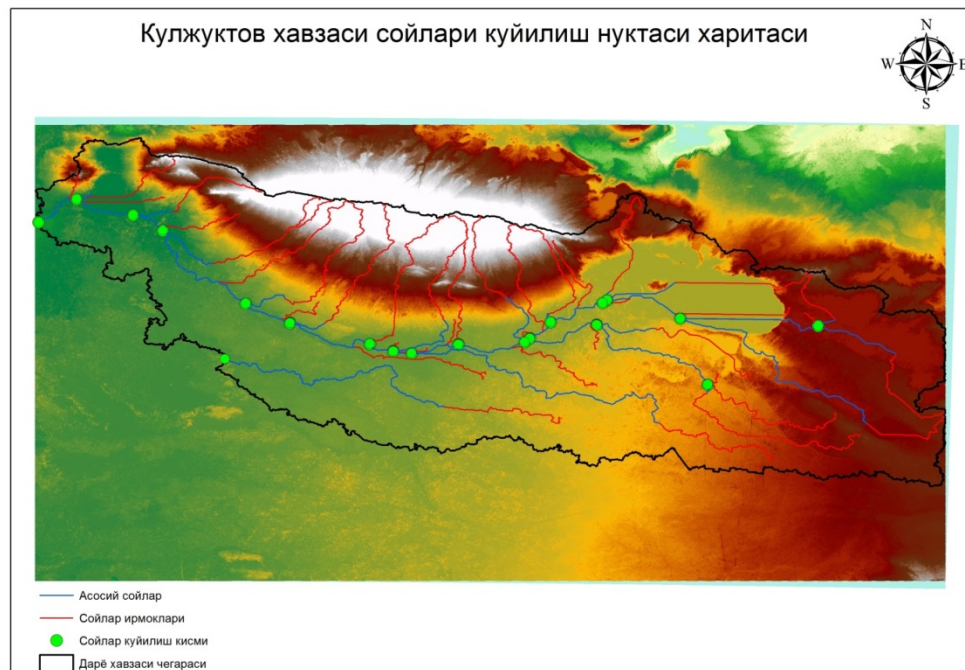 Кулжуктов хавзаси сойлари куйилиш нуктаси харитаси
N
W E
S
Асосий сойлар
Сойлар ирмоклари
Сойлар куйилиш кисми
Дарё хавзаси чегараси